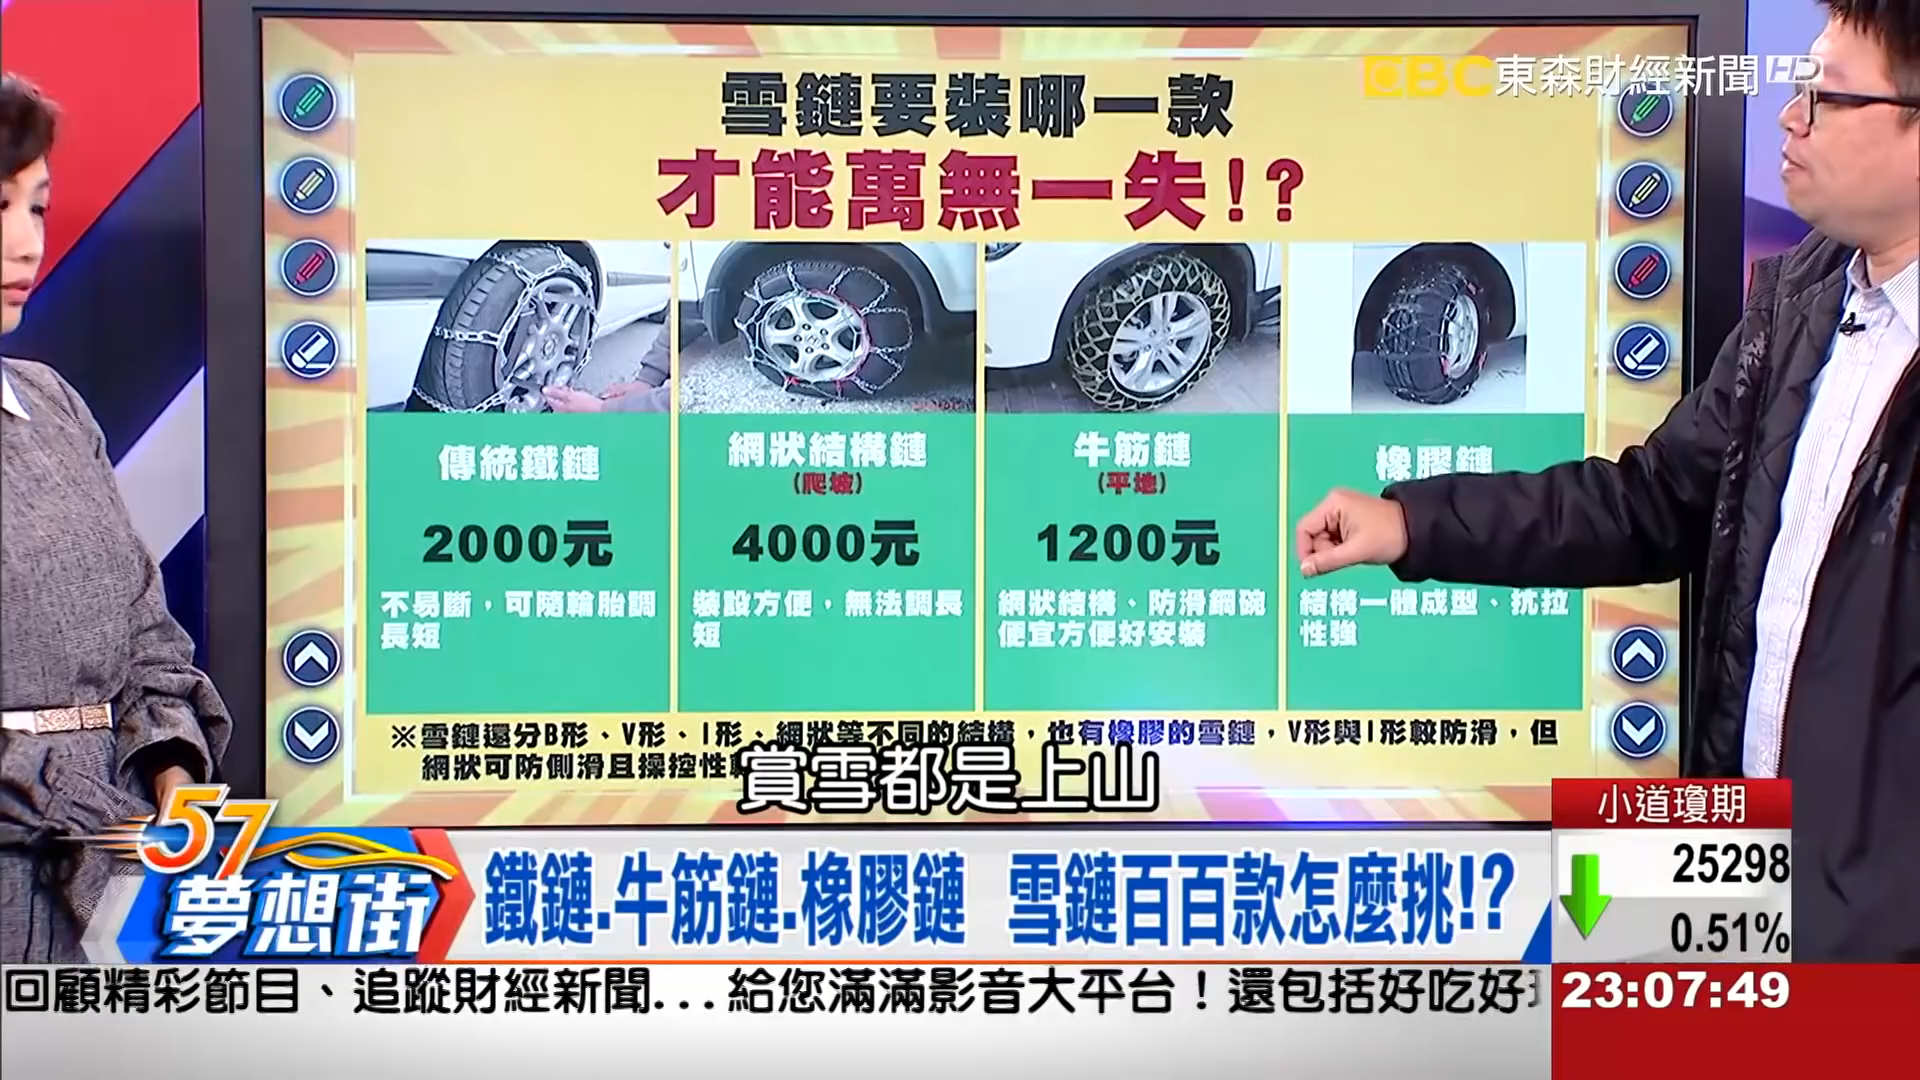 EBC東森財經新聞HD
雪鏈要裝哪一款
才能萬無一失!?
傳統鐵鏈
2000元
不易斷，可隨輪胎調
長短
網狀結構鏈
(爬坡)
4000元
裝設方便，無法調長
短
牛筋鏈
(平地)
1200元
網狀結構、防滑鋼碗
便宜方便好安裝
橡膠鏈
結構一體成型、抗拉
性強
※雪鏈還分B形、V形、I形、網狀等不同的結構，也有橡膠的雪鏈，V形與I形較防滑，但
網狀可防側滑且操控性
賞雪都是上山
57
夢想街
鐵鏈.牛筋鏈.橡膠鏈 雪鏈百百款怎麼挑!?
小道瓊期
25298
0.51%
回顧精彩節目、追蹤財經新聞...給您滿滿影音大平台！還包括好吃好
23:07:49